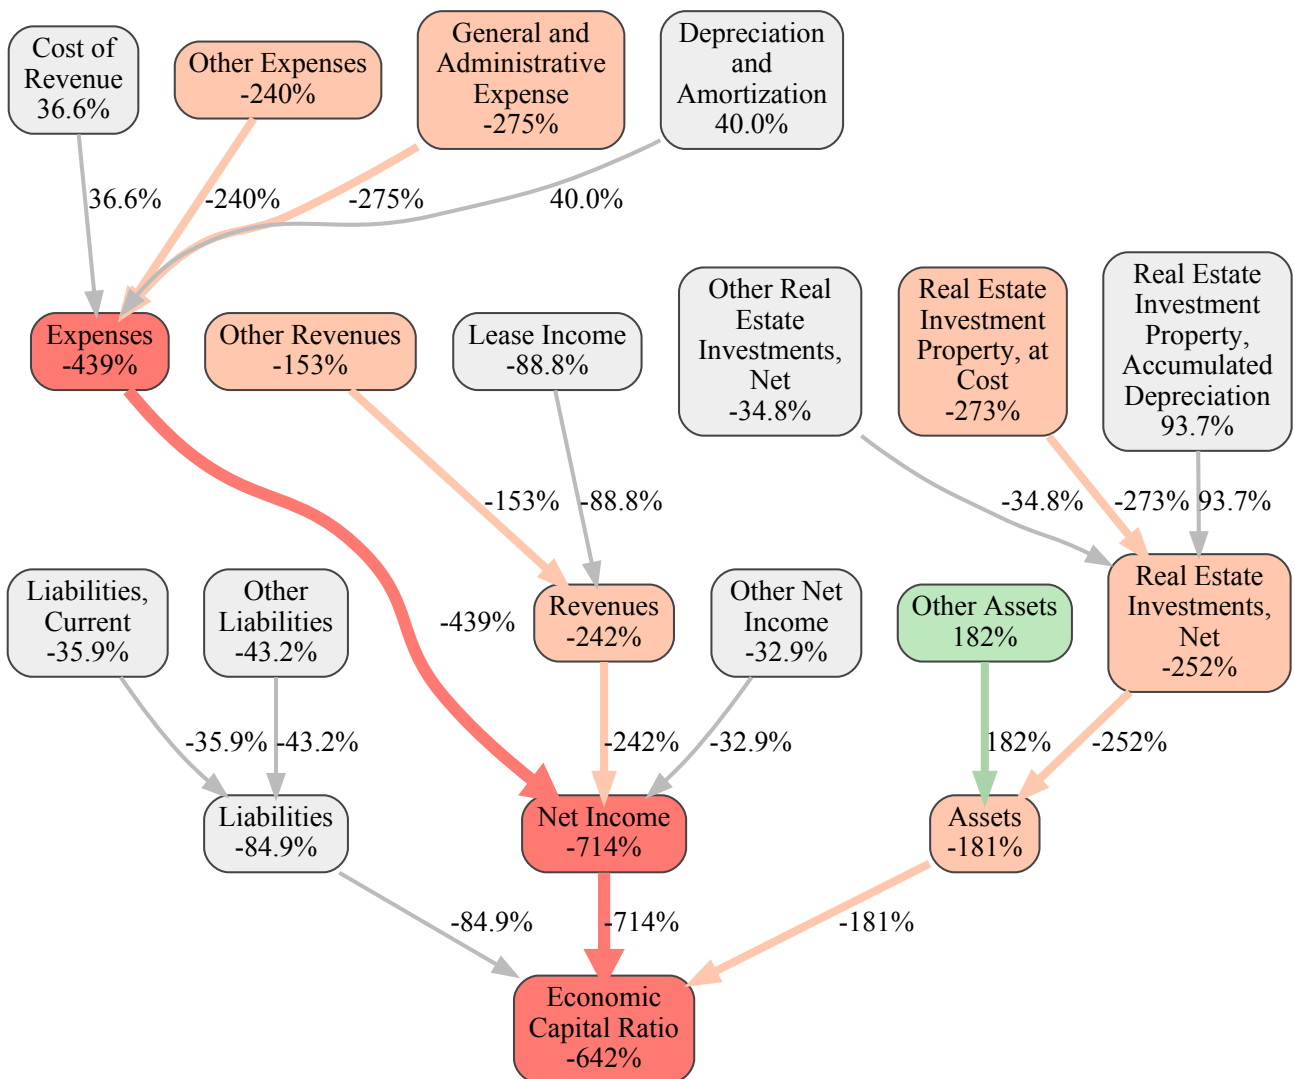 Cost of
Revenue
36.6%
Other Expenses
-240%
General and
Administrative
Expense
-275%
Depreciation
and
Amortization
40.0%
36.6%
-240%
-275%
40.0%
Expenses
-439%
Other Revenues
-153%
Lease Income
-88.8%
Other Real
Estate
Investments,
Net
-34.8%
Real Estate
Investment
Property, at
Cost
-273%
Real Estate
Investment
Property,
Accumulated
Depreciation
93.7%
-153%
-88.8%
-34.8%
-273%
93.7%
Liabilities,
Current
-35.9%
Other
Liabilities
-43.2%
-439%
Revenues
-242%
Other Net
Income
-32.9%
Other Assets
182%
Real Estate
Investments,
Net
-252%
-35.9%
-43.2%
-242%
-32.9%
182%
-252%
Liabilities
-84.9%
Net Income
-714%
Assets
-181%
-84.9%
-714%
-181%
Economic
Capital Ratio
-642%